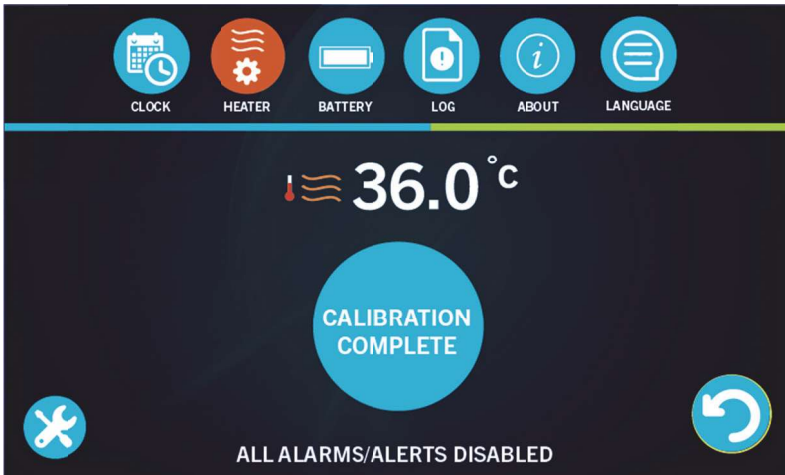 CLOCK HEATER BATTERY LOG ABOUT LANGUAGE
36.0°C
CALIBRATION
COMPLETE
ALL ALARMS/ALERTS DISABLED